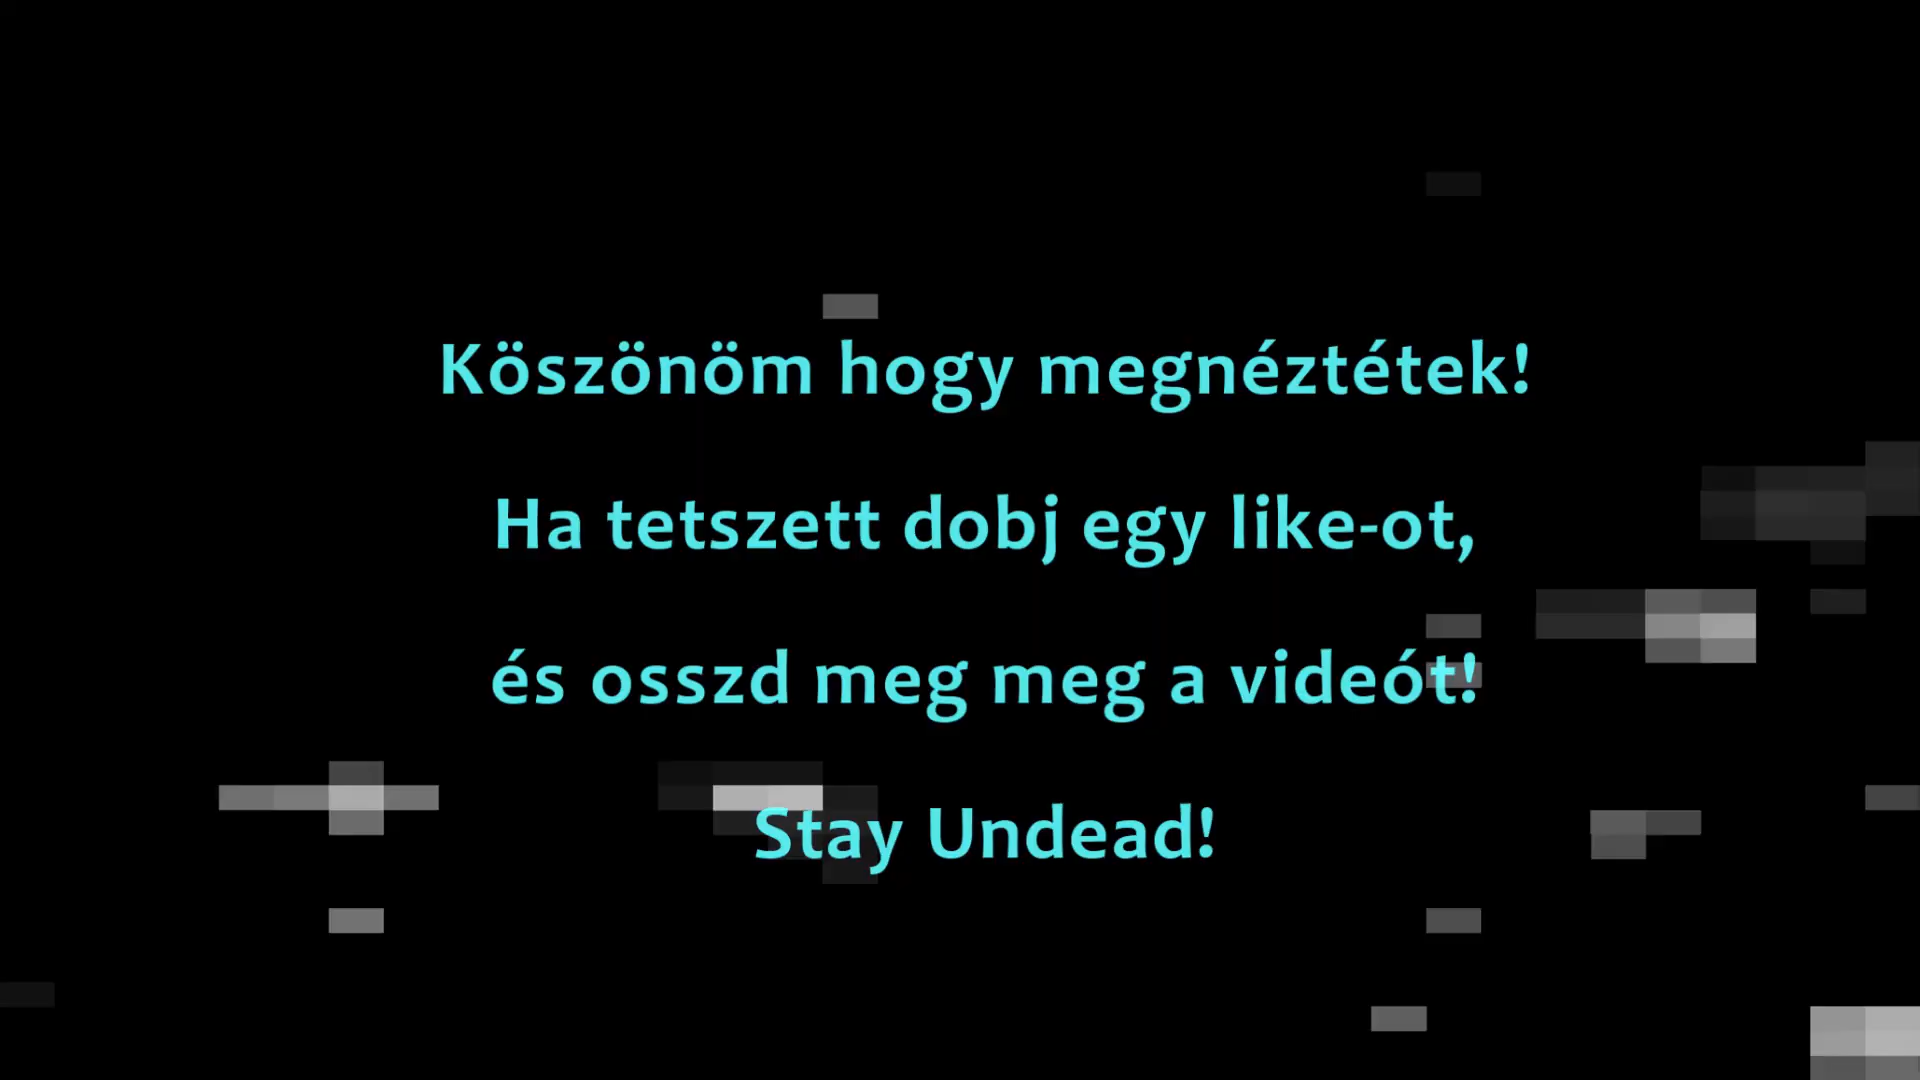 Köszönöm hogy megnéztétek!
Ha tetszett dobj egy like-ot,
és osszd meg meg a videót!
Stay Undead!